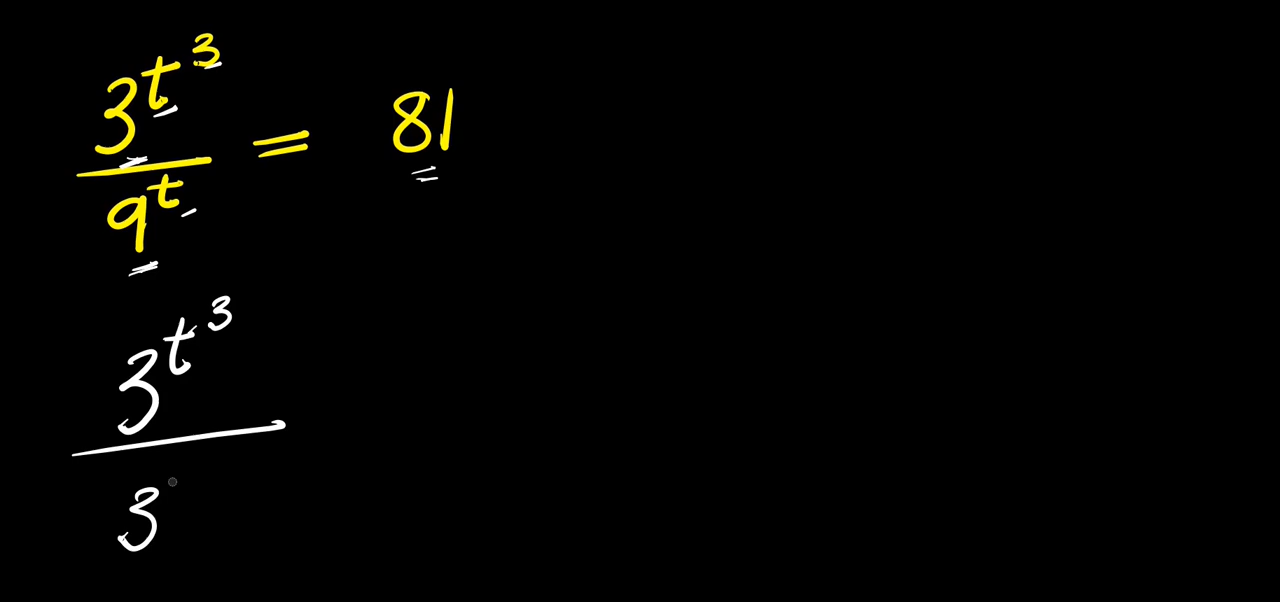 3^{t^3}
/ 9^t = 81
3^{t^3}
/ 3